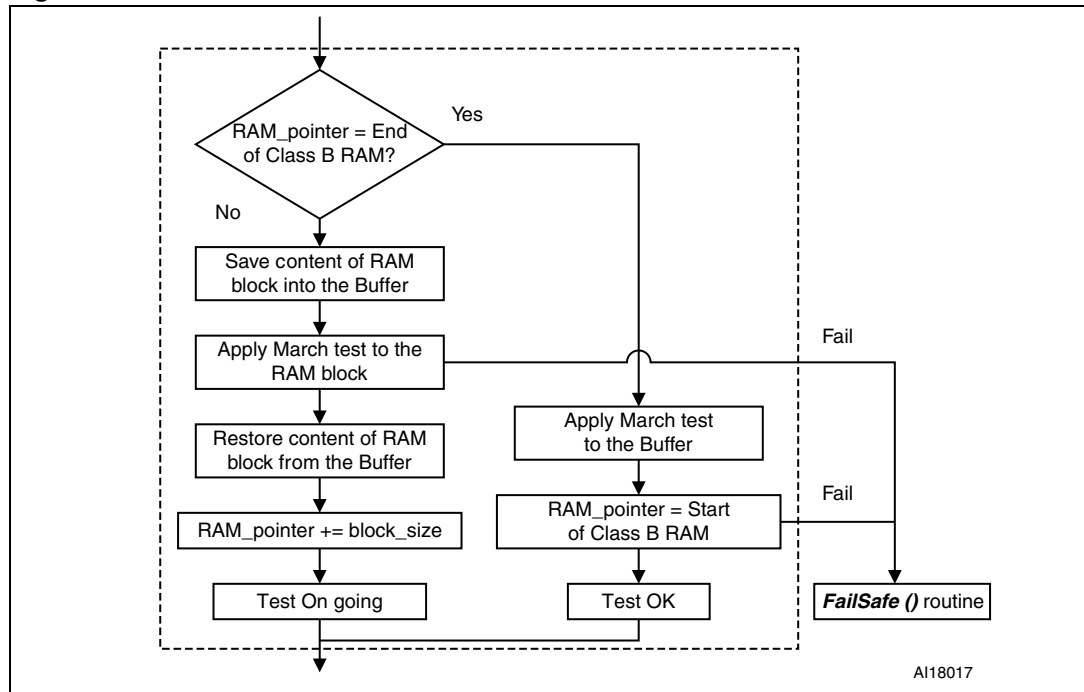 RAM_pointer = End
of Class B RAM?
Yes
No
Save content of RAM
block into the Buffer
Apply March test to the
RAM block
Fail
Restore content of RAM
block from the Buffer
Apply March test
to the Buffer
RAM_pointer += block_size
RAM_pointer = Start
of Class B RAM
Fail
Test On going
Test OK
FailSafe () routine
AI18017